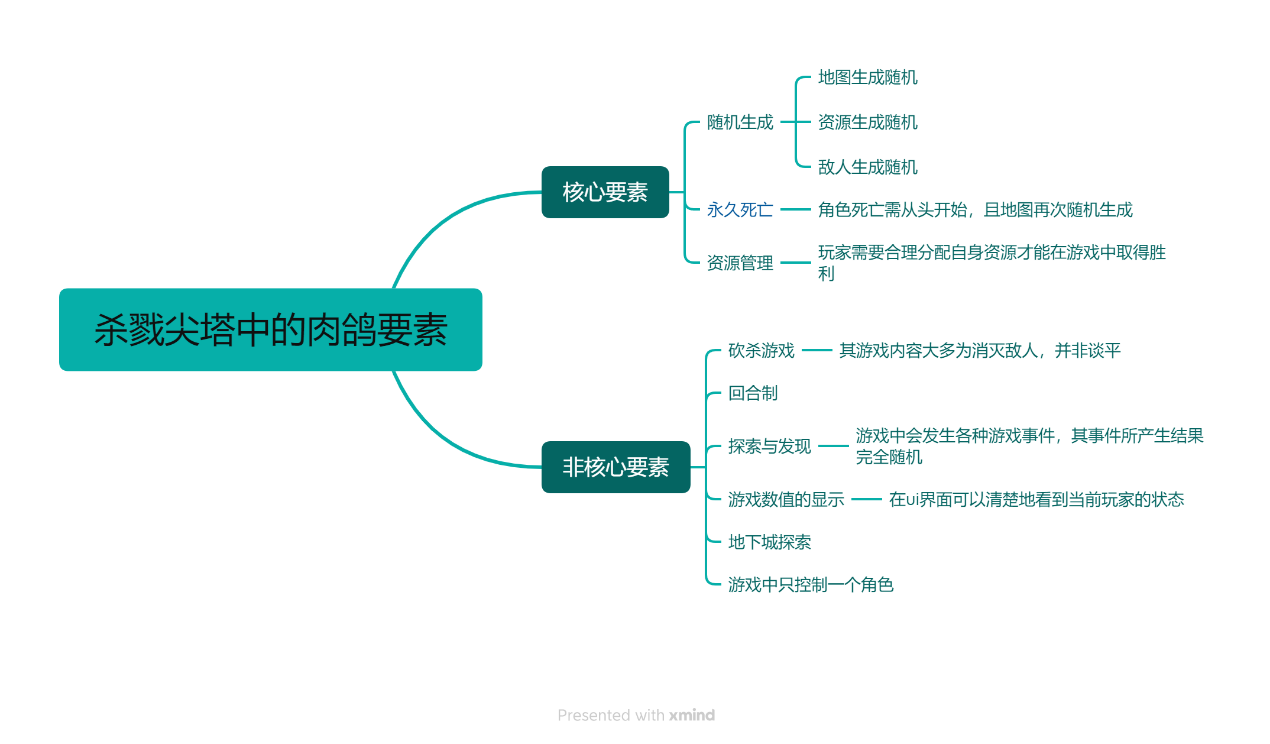 杀戮尖塔中的肉鸽要素
核心要素
随机生成
地图生成随机
资源生成随机
敌人生成随机
永久死亡
角色死亡需从头开始，且地图再次随机生成
资源管理
玩家需要合理分配自身资源才能在游戏中取得胜
利
非核心要素
砍杀游戏
其游戏内容大多为消灭敌人，并非谈平
回合制
探索与发现
游戏中会发生各种游戏事件，其事件所产生结果
完全随机
游戏数值的显示
在ui界面可以清楚地看到当前玩家的状态
地下城探索
游戏中只控制一个角色
Presented with xmind